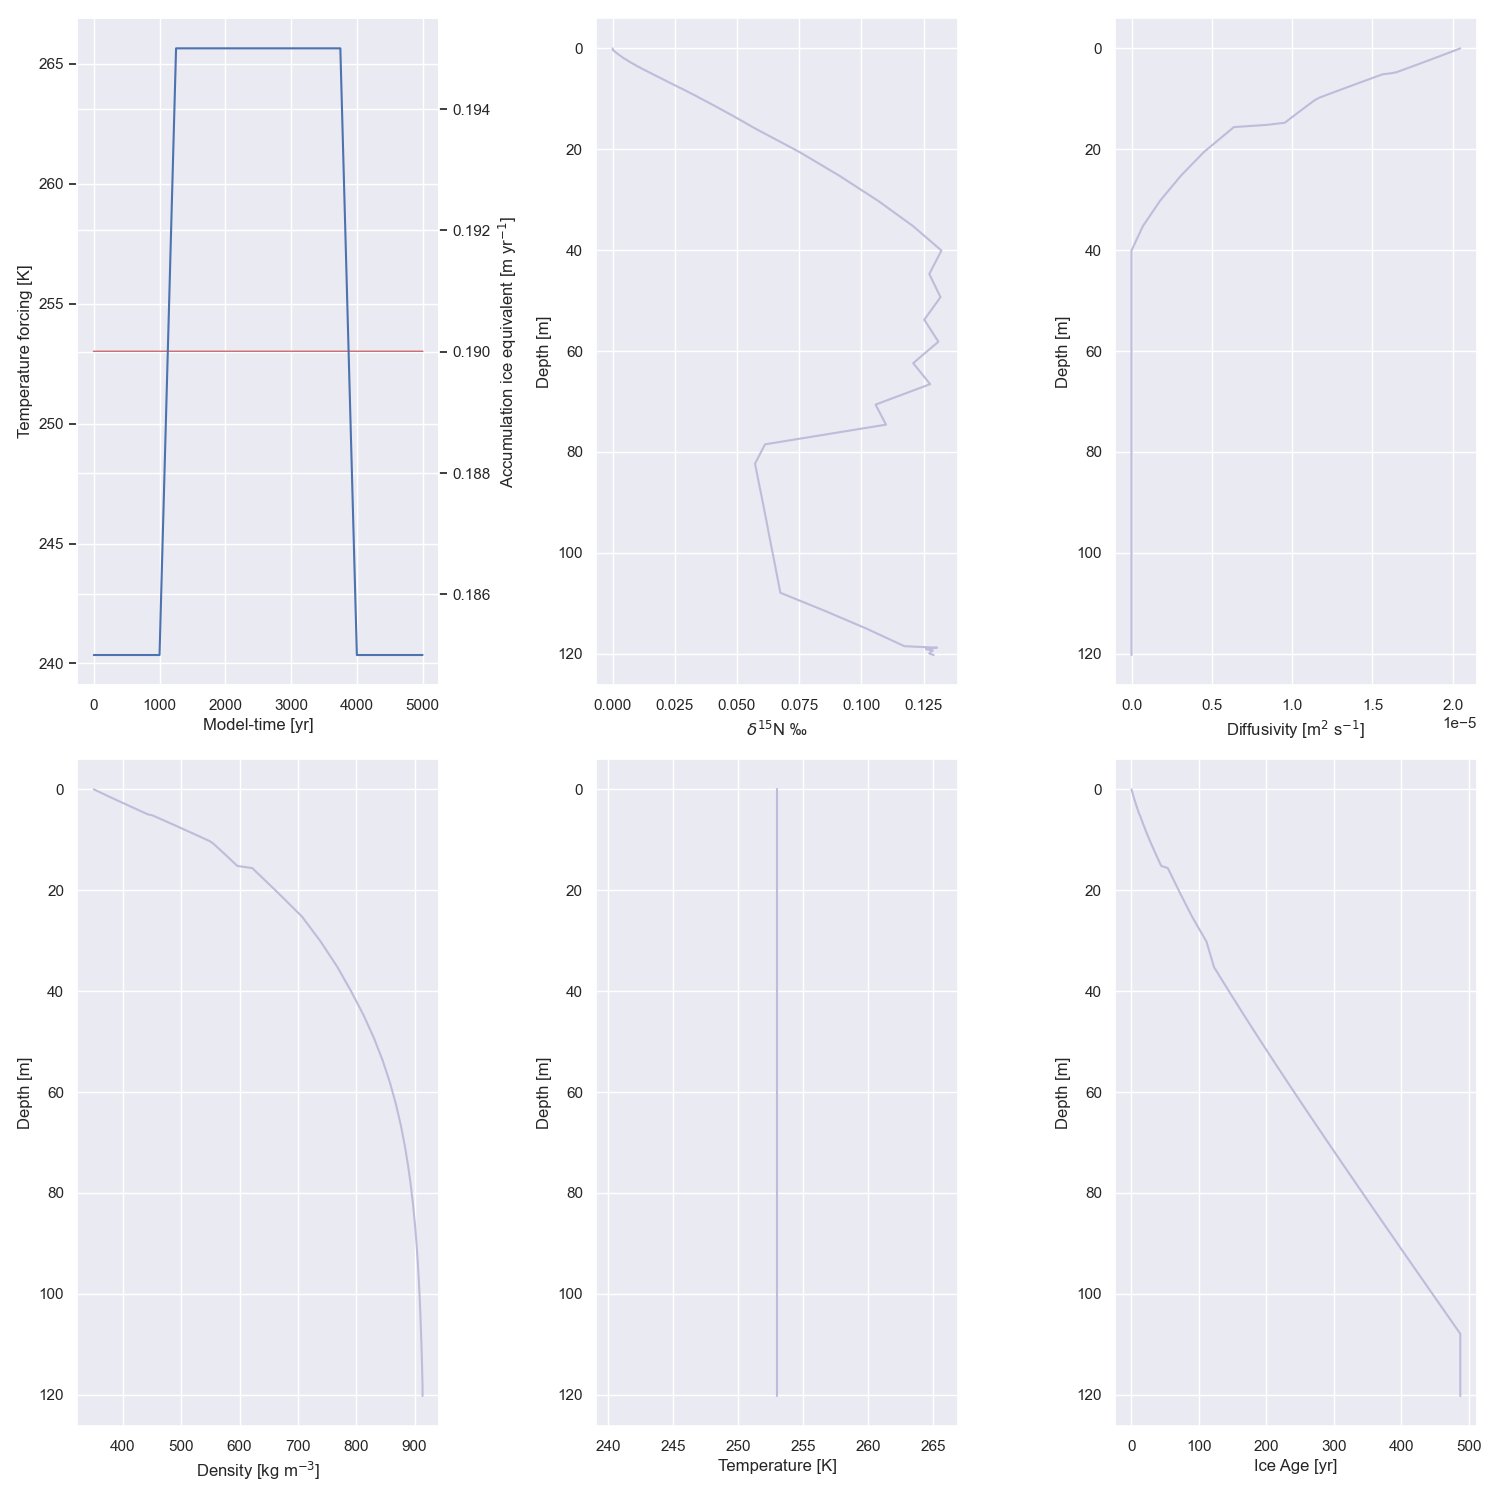 265
260
255
250
245
240
Temperature forcing [K]
0 1000 2000 3000 4000 5000
Model-time [yr]
0.194
0.192
0.190
0.188
0.186
Accumulation ice equivalent [m yr⁻¹]
0
20
40
60
80
100
120
Depth [m]
0.000 0.025 0.050 0.075 0.100 0.125
δ¹⁵N ‰
0
20
40
60
80
100
120
Depth [m]
0.0 0.5 1.0 1.5 2.0
1e−5
Diffusivity [m² s⁻¹]
0
20
40
60
80
100
120
Depth [m]
400 500 600 700 800 900
Density [kg m⁻³]
0
20
40
60
80
100
120
Depth [m]
240 245 250 255 260 265
Temperature [K]
0
20
40
60
80
100
120
Depth [m]
0 100 200 300 400 500
Ice Age [yr]